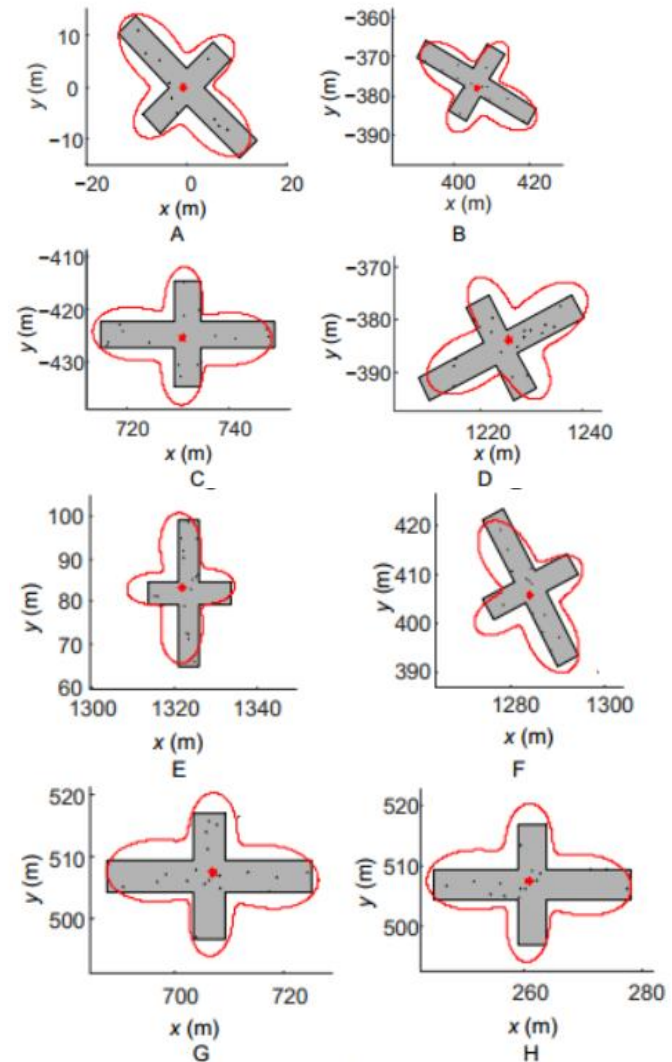 10
0
−10
y (m)
−20
0
20
x (m)
A
−360
−370
−380
−390
y (m)
400
420
x (m)
B
−410
−420
−430
y (m)
720
740
x (m)
C_
−370
−380
−390
y (m)
1220
1240
x (m)
D
100
90
80
70
60
y (m)
1300
1320
1340
x (m)
E
420
410
400
390
y (m)
1280
1300
x (m)
F
520
510
500
y (m)
700
720
x (m)
G
520
510
500
y (m)
260
280
x (m)
H